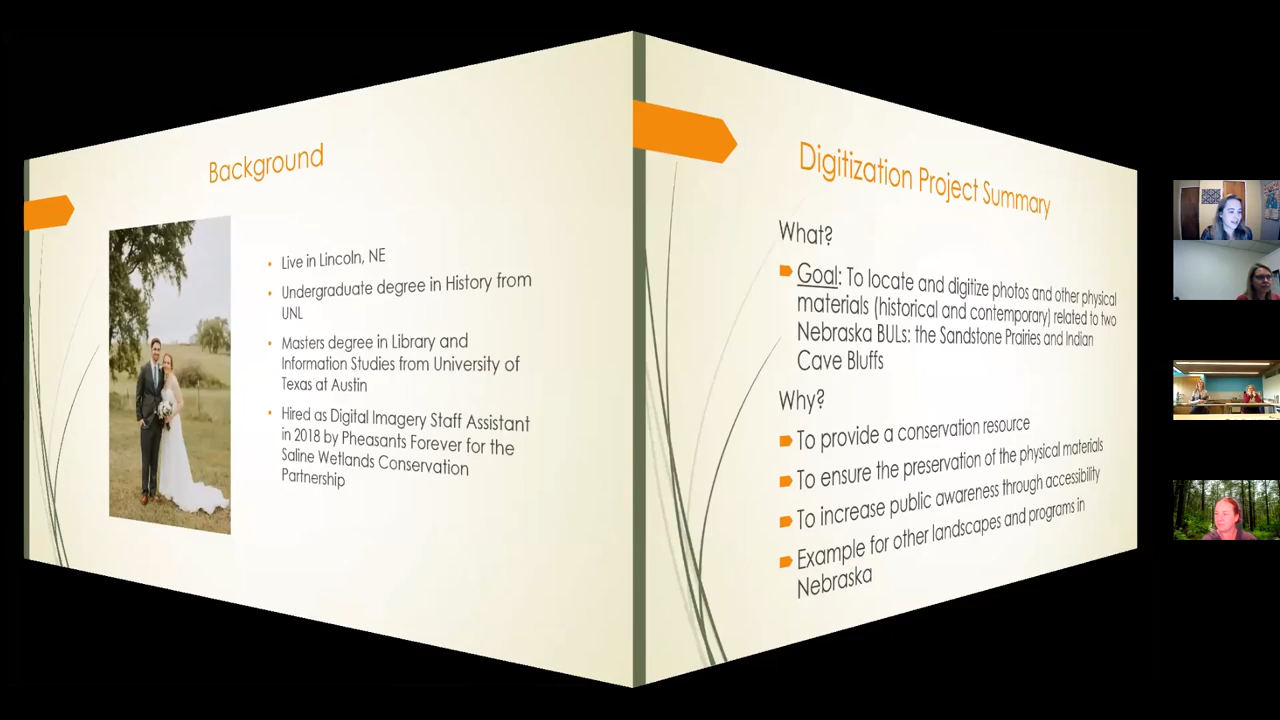 Background
Live in Lincoln, NE
Undergraduate degree in History from
UNL
Masters degree in Library and
Information Studies from University of
Texas at Austin
Hired as Digital Imagery Staff Assistant
in 2018 by Pheasants Forever for the
Saline Wetlands Conservation
Partnership
Digitization Project Summary
What?
Goal: To locate and digitize photos and other physical
materials (historical and contemporary) related to two
Nebraska BULs: the Sandstone Prairies and Indian
Cave Bluffs
Why?
To provide a conservation resource
To ensure the preservation of the physical materials
To increase public awareness through accessibility
Example for other landscapes and programs in
Nebraska